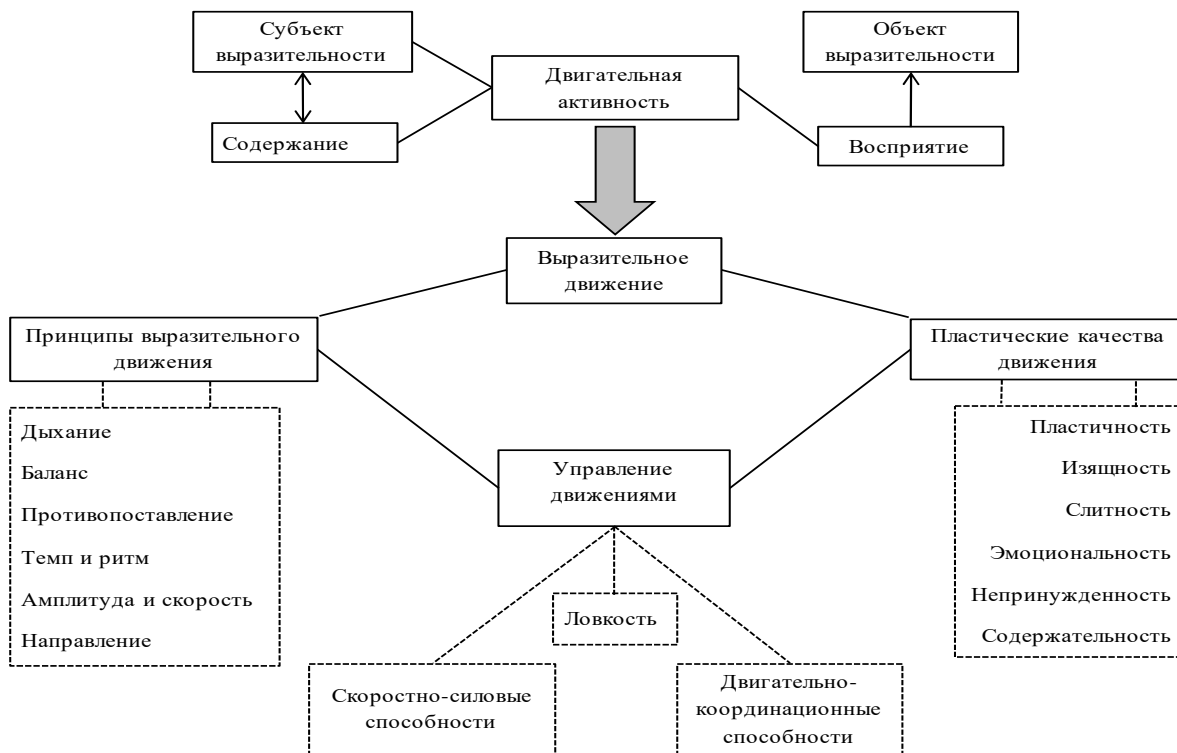 Субъект
выразительности
Объект
выразительности
Двигательная
активность
Содержание
Восприятие
Выразительное
движение
Принципы выразительного
движения
Пластические качества
движения
Дыхание
Баланс
Противопоставление
Темп и ритм
Амплитуда и скорость
Направление
Управление
движениями
Пластичность
Изящность
Слитность
Эмоциональность
Непринужденность
Содержательность
Ловкость
Скоростно-силовые
способности
Двигательно-
координационные
способности